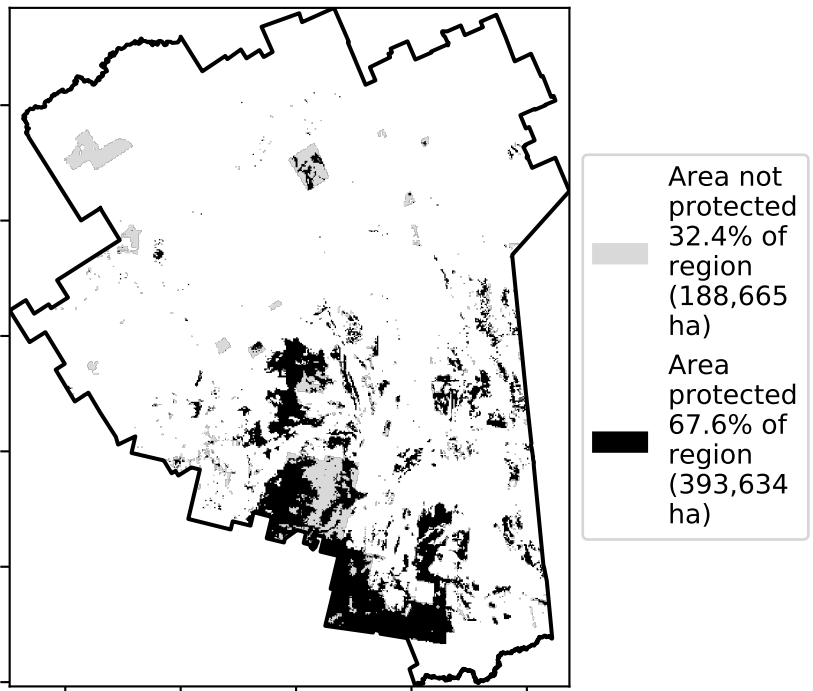 Area not
protected
32.4% of
region
(188,665
ha)
Area
protected
67.6% of
region
(393,634
ha)